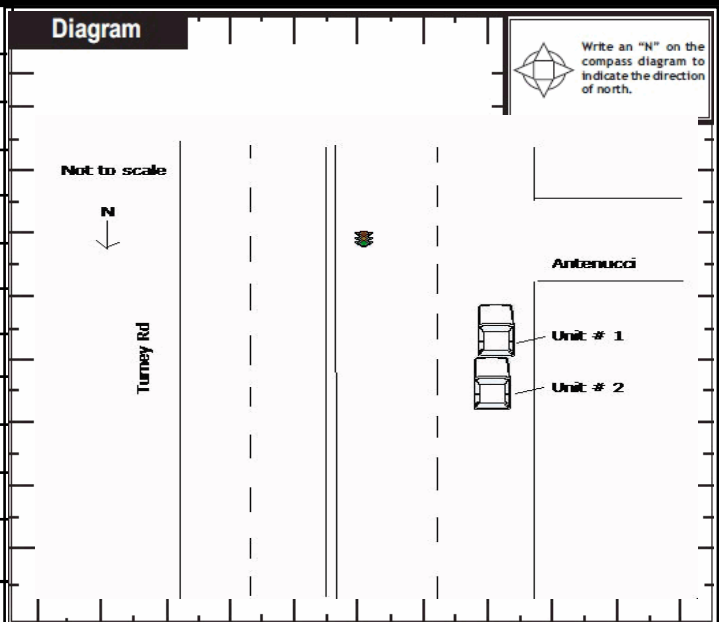 Diagram
Write an “N” on the
compass diagram to
indicate the direction
of north.
Not to scale
N
Antenucci
Turney Rd
Unit # 1
Unit # 2